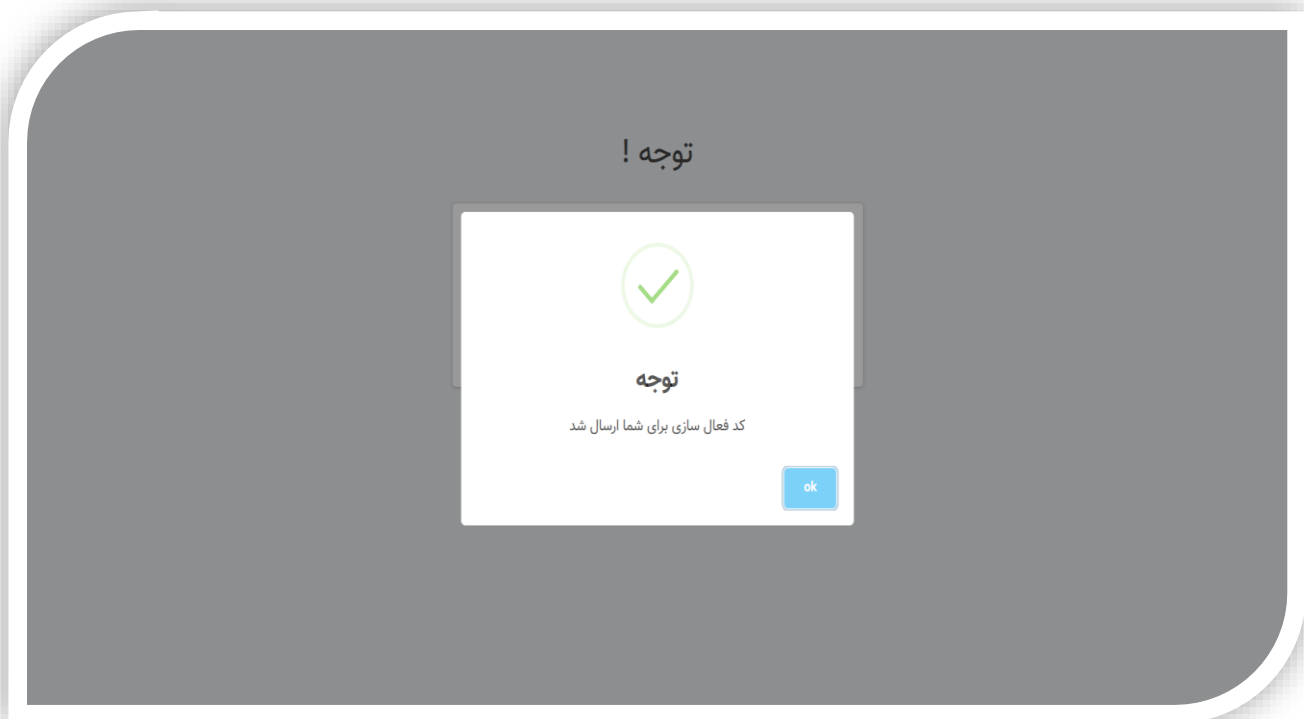 توجه !
توجه
کد فعال سازی برای شما ارسال شد
ok